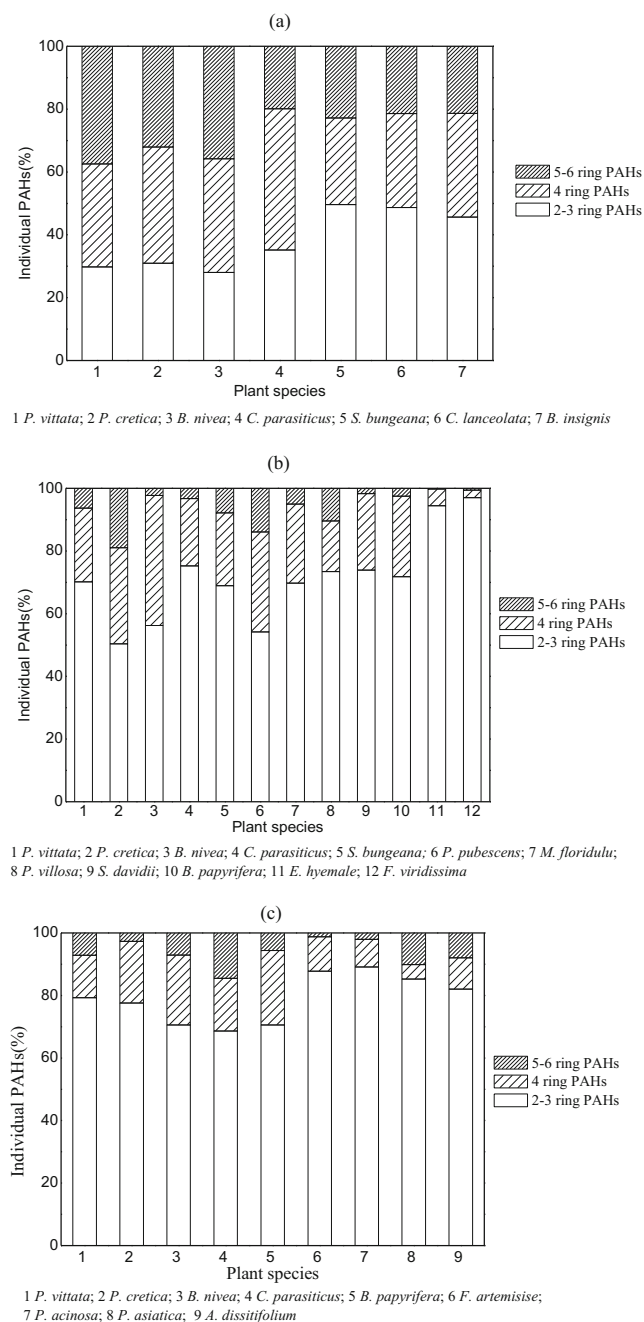 (a)
100
80
60
40
20
0
Individual PAHs(%)
5-6 ring PAHs
4 ring PAHs
2-3 ring PAHs
1 2 3 4 5 6 7
Plant species
1 P. vittata; 2 P. cretica; 3 B. nivea; 4 C. parasiticus; 5 S. bungeana; 6 C. lanceolata; 7 B. insignis
(b)
100
80
60
40
20
0
Individual PAHs(%)
5-6 ring PAHs
4 ring PAHs
2-3 ring PAHs
1 2 3 4 5 6 7 8 9 10 11 12
Plant species
1 P. vittata; 2 P. cretica; 3 B. nivea; 4 C. parasiticus; 5 S. bungeana; 6 P. pubescens; 7 M. floridulu;
8 P. villosa; 9 S. davidii; 10 B. papyrifera; 11 E. hyemale; 12 F. viridissima
(c)
100
80
60
40
20
0
Individual PAHs(%)
5-6 ring PAHs
4 ring PAHs
2-3 ring PAHs
1 2 3 4 5 6 7 8 9
Plant species
1 P. vittata; 2 P. cretica; 3 B. nivea; 4 C. parasiticus; 5 B. papyrifera; 6 F. artemisise;
7 P. acinosa; 8 P. asiatica; 9 A. dissitifolium